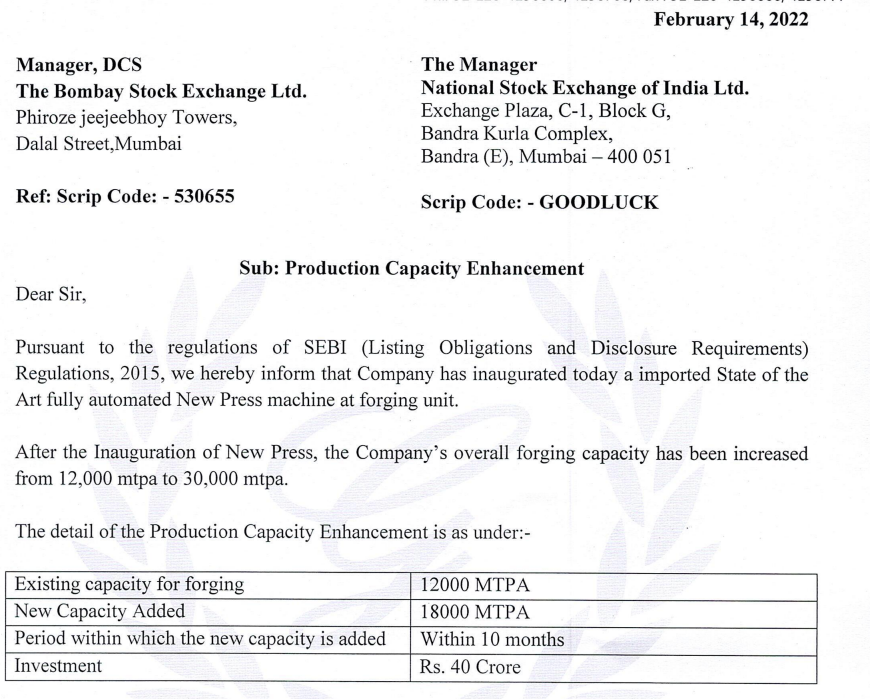 February 14, 2022
Manager, DCS
The Bombay Stock Exchange Ltd.
Phiroze jeejeebhoy Towers,
Dalal Street,Mumbai
Ref: Scrip Code: - 530655
The Manager
National Stock Exchange of India Ltd.
Exchange Plaza, C-1, Block G,
Bandra Kurla Complex,
Bandra (E), Mumbai – 400 051
Scrip Code: - GOODLUCK
Sub: Production Capacity Enhancement
Dear Sir,
Pursuant to the regulations of SEBI (Listing Obligations and Disclosure Requirements)
Regulations, 2015, we hereby inform that Company has inaugurated today a imported State of the
Art fully automated New Press machine at forging unit.
After the Inauguration of New Press, the Company's overall forging capacity has been increased
from 12,000 mtpa to 30,000 mtpa.
The detail of the Production Capacity Enhancement is as under:-
Existing capacity for forging 12000 MTPA
New Capacity Added 18000 MTPA
Period within which the new capacity is added Within 10 months
Investment Rs. 40 Crore